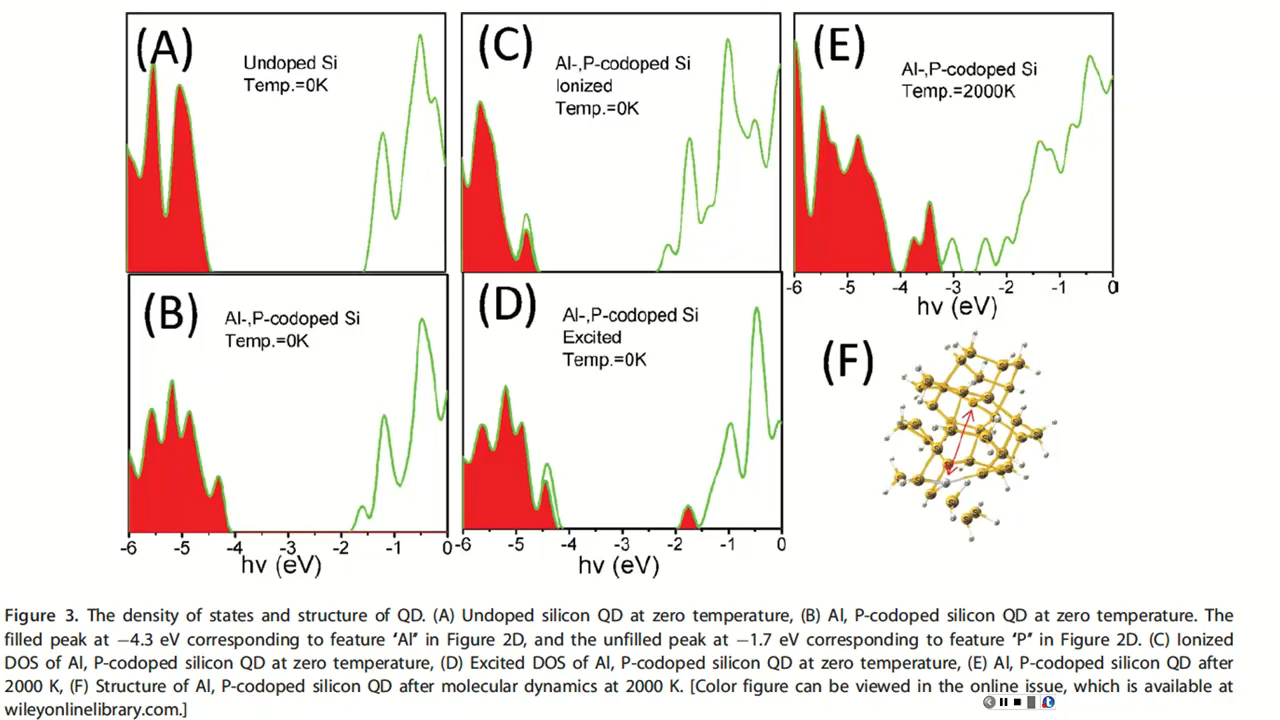 (A)
Undoped Si
Temp.=0K
(C)
Al-,P-codoped Si
Ionized
Temp.=0K
(E)
Al-,P-codoped Si
Temp.=2000K
-6 -5 -4 -3 -2 -1 0
hν (eV)
(B)
Al-,P-codoped Si
Temp.=0K
-6 -5 -4 -3 -2 -1 0
hν (eV)
(D)
Al-,P-codoped Si
Excited
Temp.=0K
-6 -5 -4 -3 -2 -1 0
hν (eV)
(F)
Figure 3. The density of states and structure of QD. (A) Undoped silicon QD at zero temperature, (B) Al, P-codoped silicon QD at zero temperature. The
filled peak at −4.3 eV corresponding to feature "Al" in Figure 2D, and the unfilled peak at −1.7 eV corresponding to feature "P" in Figure 2D. (C) Ionized
DOS of Al, P-codoped silicon QD at zero temperature, (D) Excited DOS of Al, P-codoped silicon QD at zero temperature, (E) Al, P-codoped silicon QD after
2000 K, (F) Structure of Al, P-codoped silicon QD after molecular dynamics at 2000 K. [Color figure can be viewed in the online issue, which is available at
wileyonlinelibrary.com.]